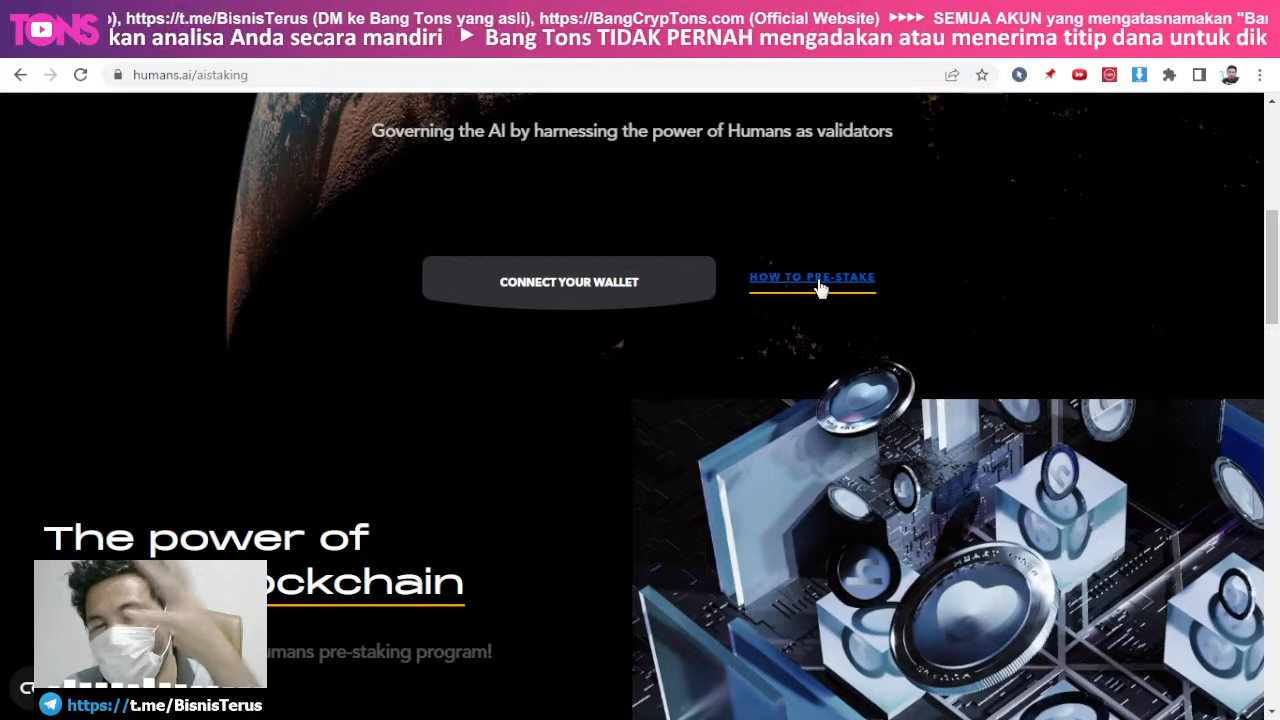 TONS
), https://t.me/BisnisTerus (DM ke Bang Tons yang asli), https://BangCrypTons.com (Official Website) ▸▸▸▸ SEMUA AKUN yang mengatasnamakan "Ban
kan analisa Anda secara mandiri ▶ Bang Tons TIDAK PERNAH mengadakan atau menerima titip dana untuk dik
humans.ai/aistaking
Governing the AI by harnessing the power of Humans as validators
CONNECT YOUR WALLET
HOW TO PRE-STAKE
The power of
ockchain
umans pre-staking program!
https://t.me/BisnisTerus